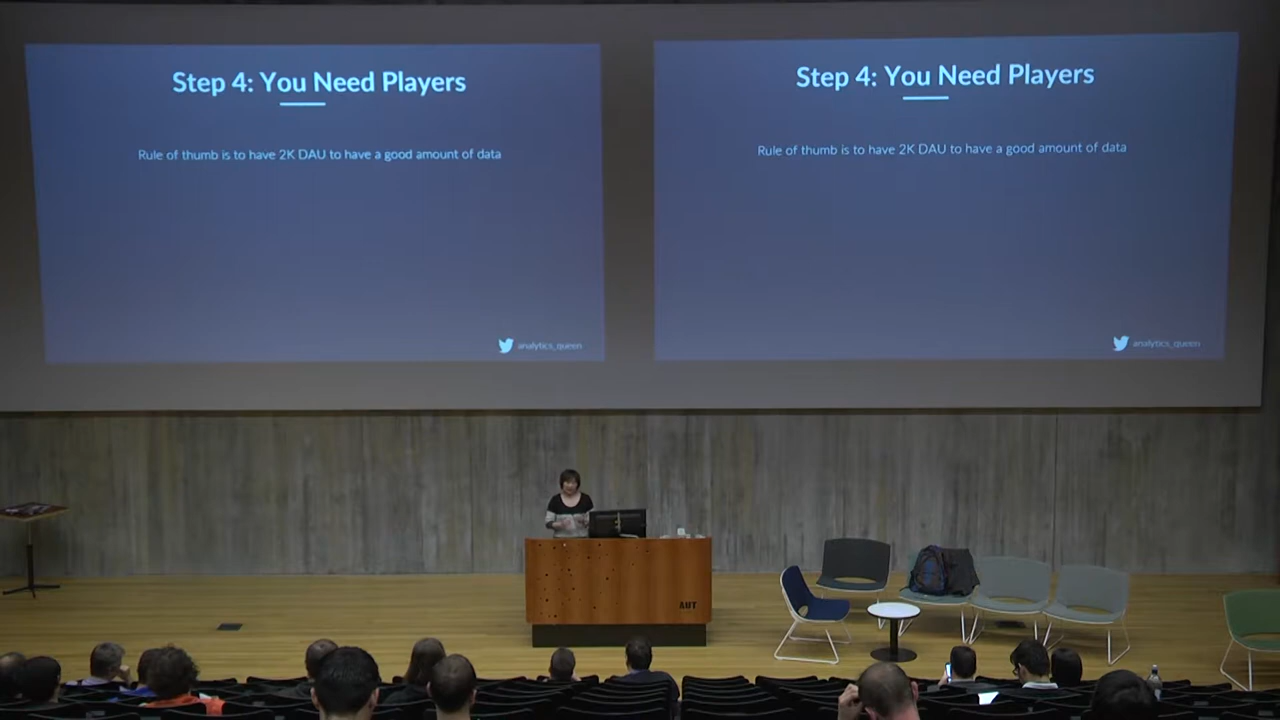 Step 4: You Need Players
Rule of thumb is to have 2K DAU to have a good amount of data
analytics_queen
Step 4: You Need Players
Rule of thumb is to have 2K DAU to have a good amount of data
analytics_queen
AUT